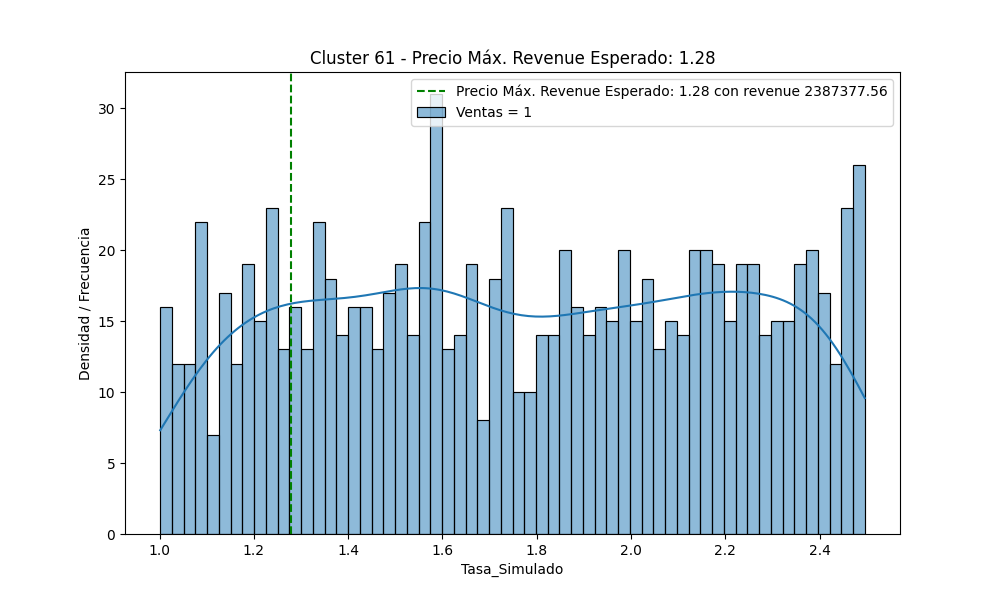 Cluster 61 - Precio Máx. Revenue Esperado: 1.28
Precio Máx. Revenue Esperado: 1.28 con revenue 2387377.56
Ventas = 1
Densidad / Frecuencia
30
25
20
15
10
5
0
1.0 1.2 1.4 1.6 1.8 2.0 2.2 2.4
Tasa_Simulado